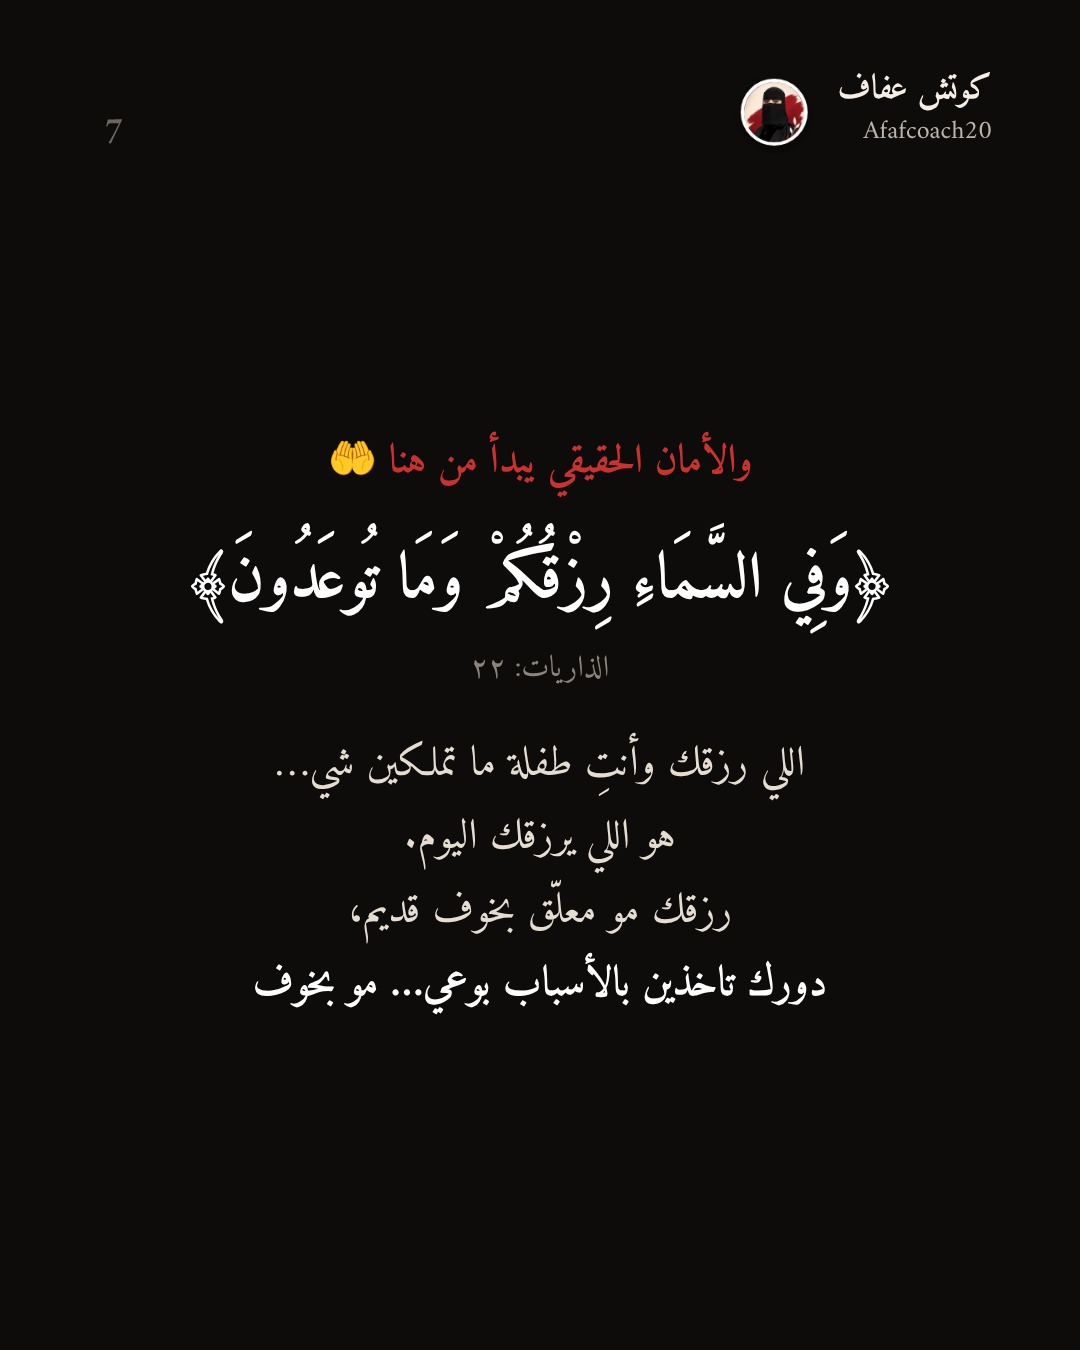 كوتش عفاف
Afafcoach20
7
والأمان الحقيقي يبدأ من هنا 🤲
﴿وَفِي السَّمَاءِ رِزْقُكُمْ وَمَا تُوعَدُونَ﴾
الذاريات: ٢٢
اللي رزقك وأنتِ طفلة ما تملكين شي...
هو اللي يرزقك اليوم.
رزقك مو معلّق بخوف قديم،
دورك تاخذين بالأسباب بوعي... مو بخوف